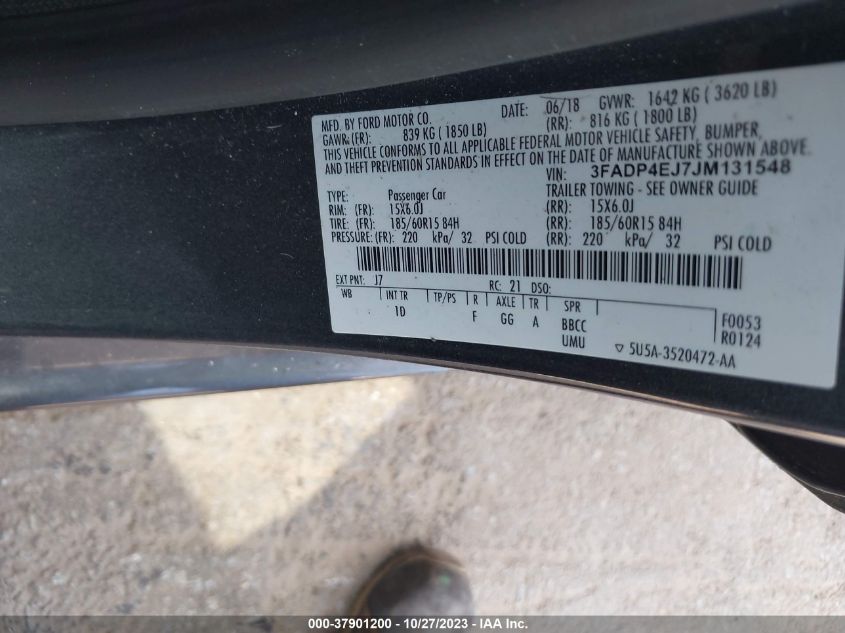 MFD. BY FORD MOTOR CO. DATE: 06/18 GVWR: 1642 KG ( 3620 LB)
GAWR:(FR): 839 KG ( 1850 LB) (RR): 816 KG ( 1800 LB)
THIS VEHICLE CONFORMS TO ALL APPLICABLE FEDERAL MOTOR VEHICLE SAFETY, BUMPER,
AND THEFT PREVENTION STANDARDS IN EFFECT ON THE DATE OF MANUFACTURE SHOWN ABOVE.
VIN: 3FADP4EJ7JM131548
TYPE: Passenger Car TRAILER TOWING - SEE OWNER GUIDE
RIM: (FR): 15X6.0J (RR): 15X6.0J
TIRE: (FR): 185/60R15 84H (RR): 185/60R15 84H
PRESSURE: (FR): 220 kPa/ 32 PSI COLD (RR): 220 kPa/ 32 PSI COLD
EXT PNT: J7 RC: 21 DSO:
WB INT TR TP/PS R AXLE TR SPR
1D F GG A BBCC F0053
UMU R0124
▽ 5U5A-3520472-AA
000-37901200 - 10/27/2023 - IAA Inc.